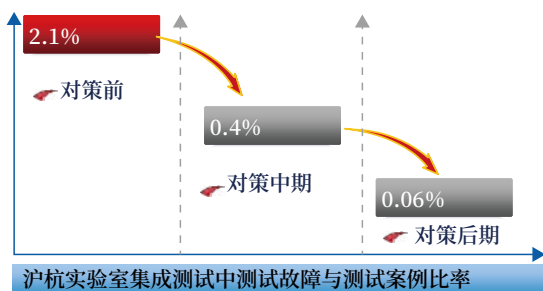 2.1%
对策前
0.4%
对策中期
0.06%
对策后期
沪杭实验室集成测试中测试故障与测试案例比率